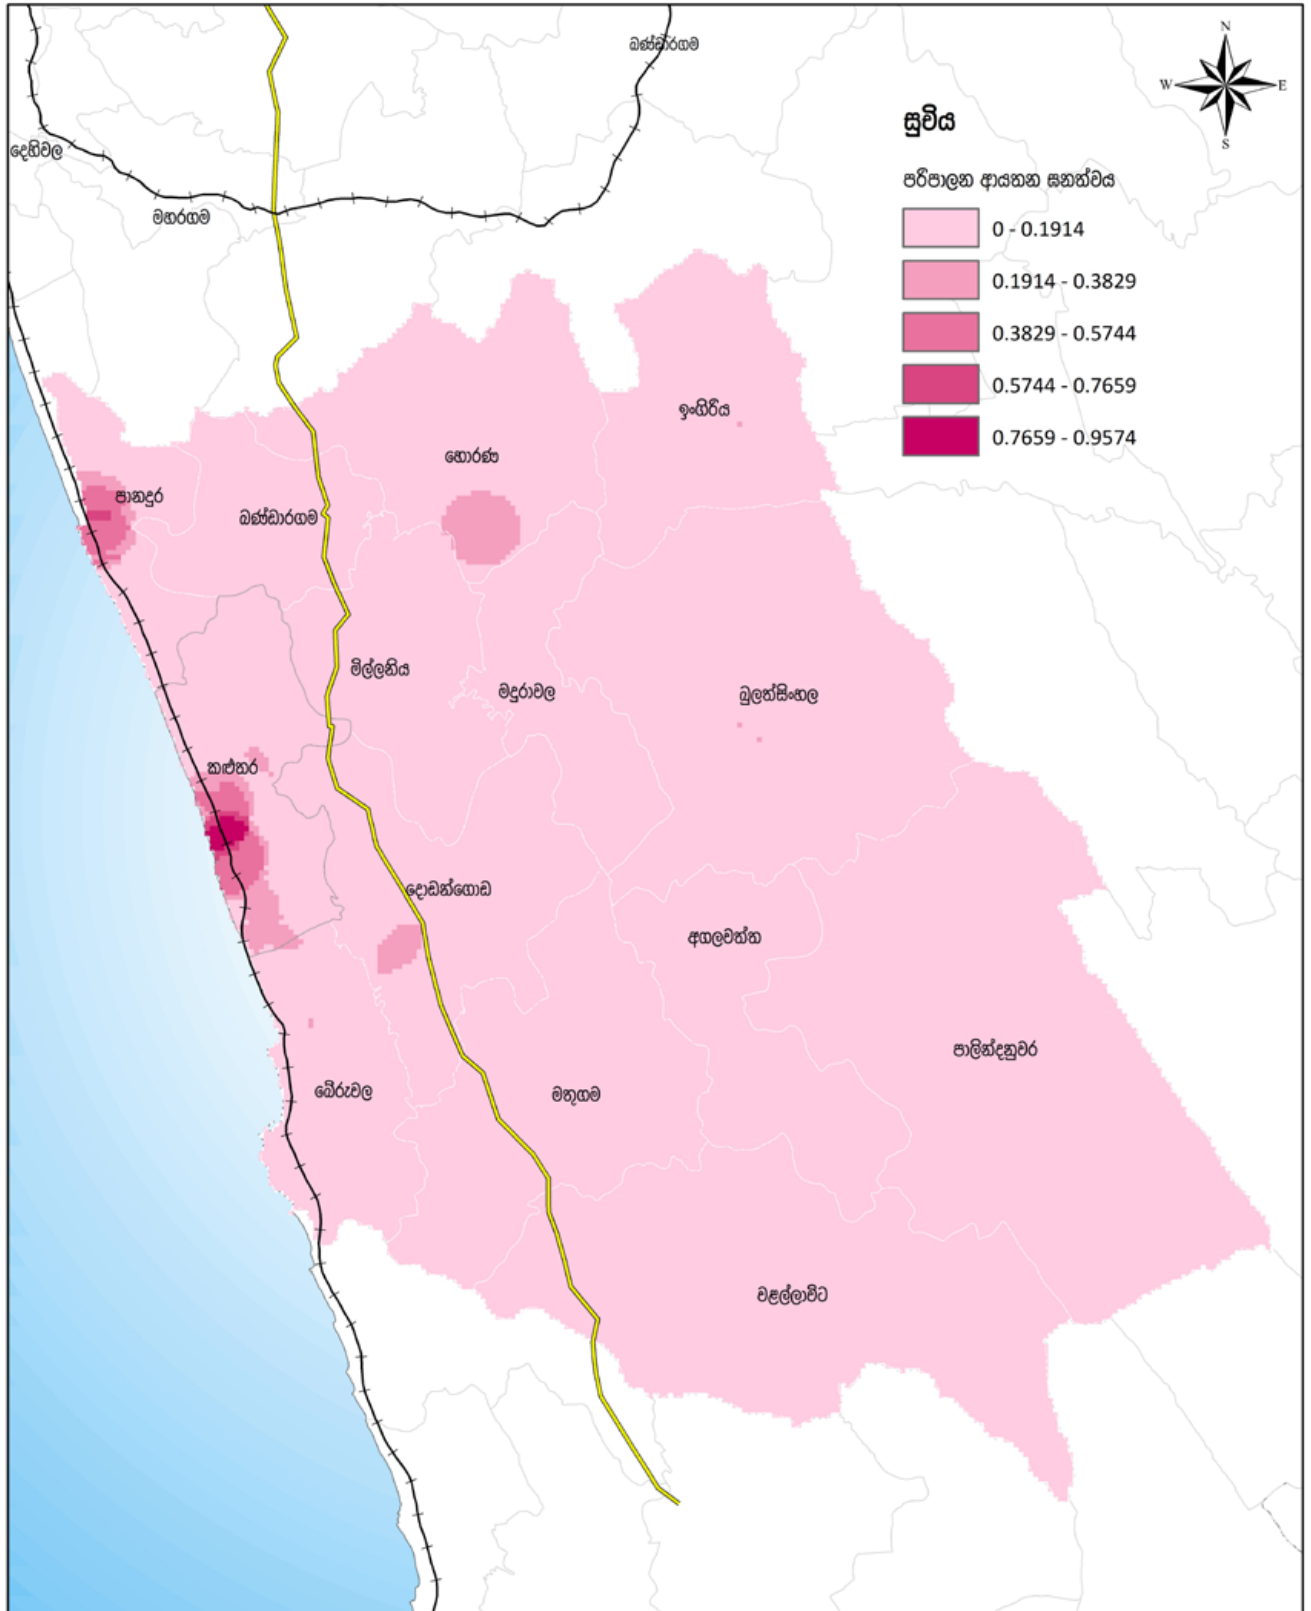 බණ්ඩාරගම
N
W
E
S
සූචිය
දෙහිවල
පරිපාලන ආයතන ඝනත්වය
මහරගම
0 - 0.1914
0.1914 - 0.3829
0.3829 - 0.5744
0.5744 - 0.7659
0.7659 - 0.9574
ඉංගිරිය
හොරණ
පානදුර
බණ්ඩාරගම
මිල්ලනිය
මදුරාවල
බුලත්සිංහල
කළුතර
දොඩන්ගොඩ
අගලවත්ත
පාලින්දනුවර
බේරුවල
මතුගම
වලල්ලාවිට